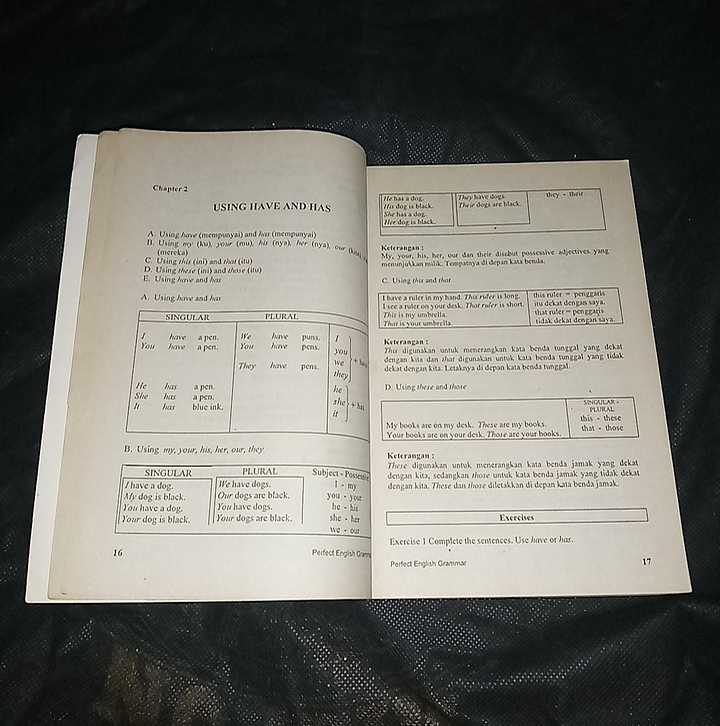 Chapter 2
USING HAVE AND HAS
A. Using have (mempunyai) and has (mempunyai)
B. Using my (ku), your (mu), his (nya), her (nya), our (kita),
(mereka)
C. Using this (ini) and that (itu)
D. Using these (ini) and those (itu)
E. Using have and has
A. Using have and has
SINGULAR PLURAL
I have a pen. We have puns. I
You have a pen. You have pens. you
we
They have pens. they
He has a pen. he
She has a pen. she + has
It has blue ink. it
B. Using my, your, his, her, our, they
SINGULAR PLURAL Subject - Possessive
I have a dog. We have dogs. I - my
My dog is black. Our dogs are black. you - your
You have a dog. You have dogs. he - his
Your dog is black. Your dogs are black. she - her
we - our
16 Perfect English Gramm
He has a dog. They have dogs. they - their
His dog is black. Their dogs are black.
She has a dog.
Her dog is black.
Keterangan :
My, your, his, her, our dan their disebut possessive adjectives yang
menunjukkan milik. Tempatnya di depan kata benda.
C. Using this and that
I have a ruler in my hand. This ruler is long. this ruler = penggaris
I see a ruler on your desk. That ruler is short. itu dekat dengan saya.
This is my umbrella. that ruler = penggaris
That is your umbrella. tidak dekat dengan saya.
Keterangan :
This digunakan untuk menerangkan kata benda tunggal yang dekat
dengan kita dan that digunakan untuk kata benda tunggal yang tidak
dekat dengan kita. Letaknya di depan kata benda tunggal.
D. Using these and those
SINGULAR -
PLURAL
this - these
My books are on my desk. These are my books. that - those
Your books are on your desk. Those are your books.
Keterangan :
These digunakan untuk menerangkan kata benda jamak yang dekat
dengan kita, sedangkan those untuk kata benda jamak yang tidak dekat
dengan kita. These dan those diletakkan di depan kata benda jamak.
Exercises
Exercise 1 Complete the sentences. Use have or has.
Perfect English Grammar 17